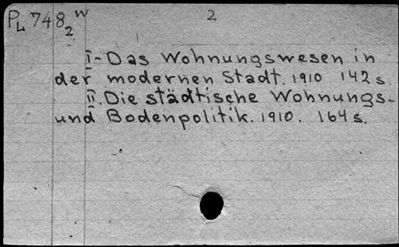 PL 748 2 W 2
I-Das Wohnungswesen in
der modernen Stadt. 1910 142 s.
II. Die städtische Wohnungs-
und Bodenpolitik. 1910. 164 s.